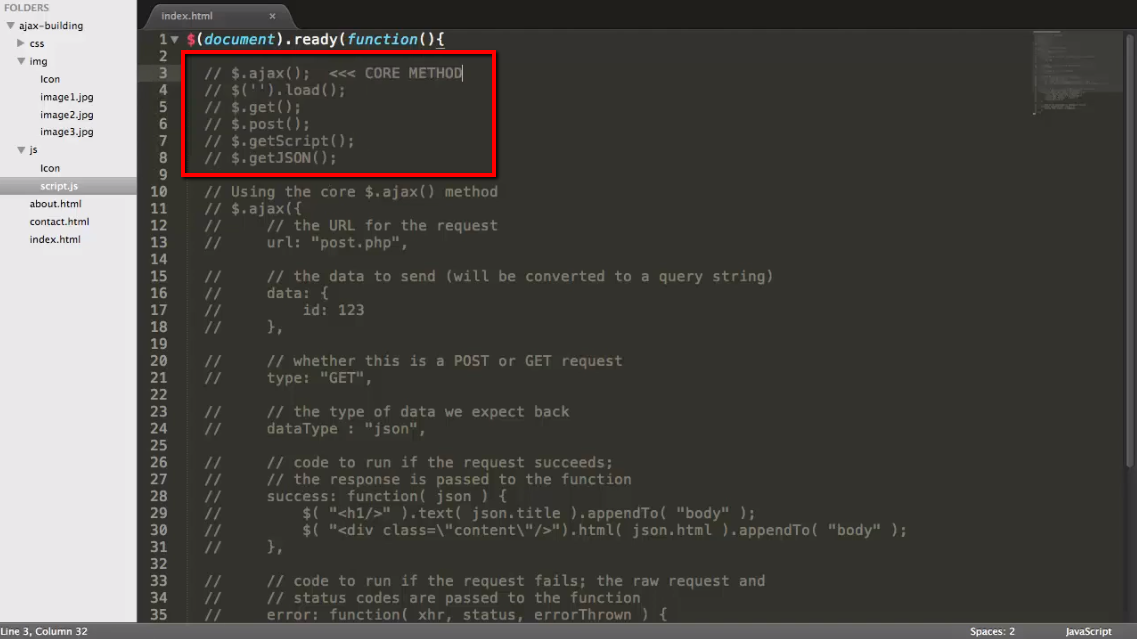 FOLDERS
ajax-building
css
img
Icon
image1.jpg
image2.jpg
image3.jpg
js
Icon
script.js
about.html
contact.html
index.html
index.html ×
1 $(document).ready(function(){
2
3 // $.ajax();  <<< CORE METHOD
4 // $('').load();
5 // $.get();
6 // $.post();
7 // $.getScript();
8 // $.getJSON();
9
10 // Using the core $.ajax() method
11 // $.ajax({
12 //     // the URL for the request
13 //     url: "post.php",
14
15 //     // the data to send (will be converted to a query string)
16 //     data: {
17 //         id: 123
18 //     },
19
20 //     // whether this is a POST or GET request
21 //     type: "GET",
22
23 //     // the type of data we expect back
24 //     dataType : "json",
25
26 //     // code to run if the request succeeds;
27 //     // the response is passed to the function
28 //     success: function( json ) {
29 //         $( "<h1/>" ).text( json.title ).appendTo( "body" );
30 //         $( "<div class=\"content\"/>").html( json.html ).appendTo( "body" );
31 //     },
32
33 //     // code to run if the request fails; the raw request and
34 //     // status codes are passed to the function
35 //     error: function( xhr, status, errorThrown ) {
Line 3, Column 32
Spaces: 2
JavaScript